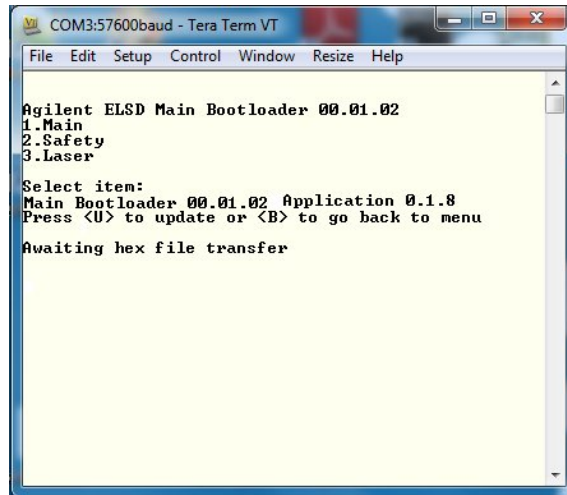 COM3:57600baud - Tera Term VT
File Edit Setup Control Window Resize Help
Agilent ELSD Main Bootloader 00.01.02
1.Main
2.Safety
3.Laser
Select item:
Main Bootloader 00.01.02 Application 0.1.8
Press <U> to update or <B> to go back to menu
Awaiting hex file transfer